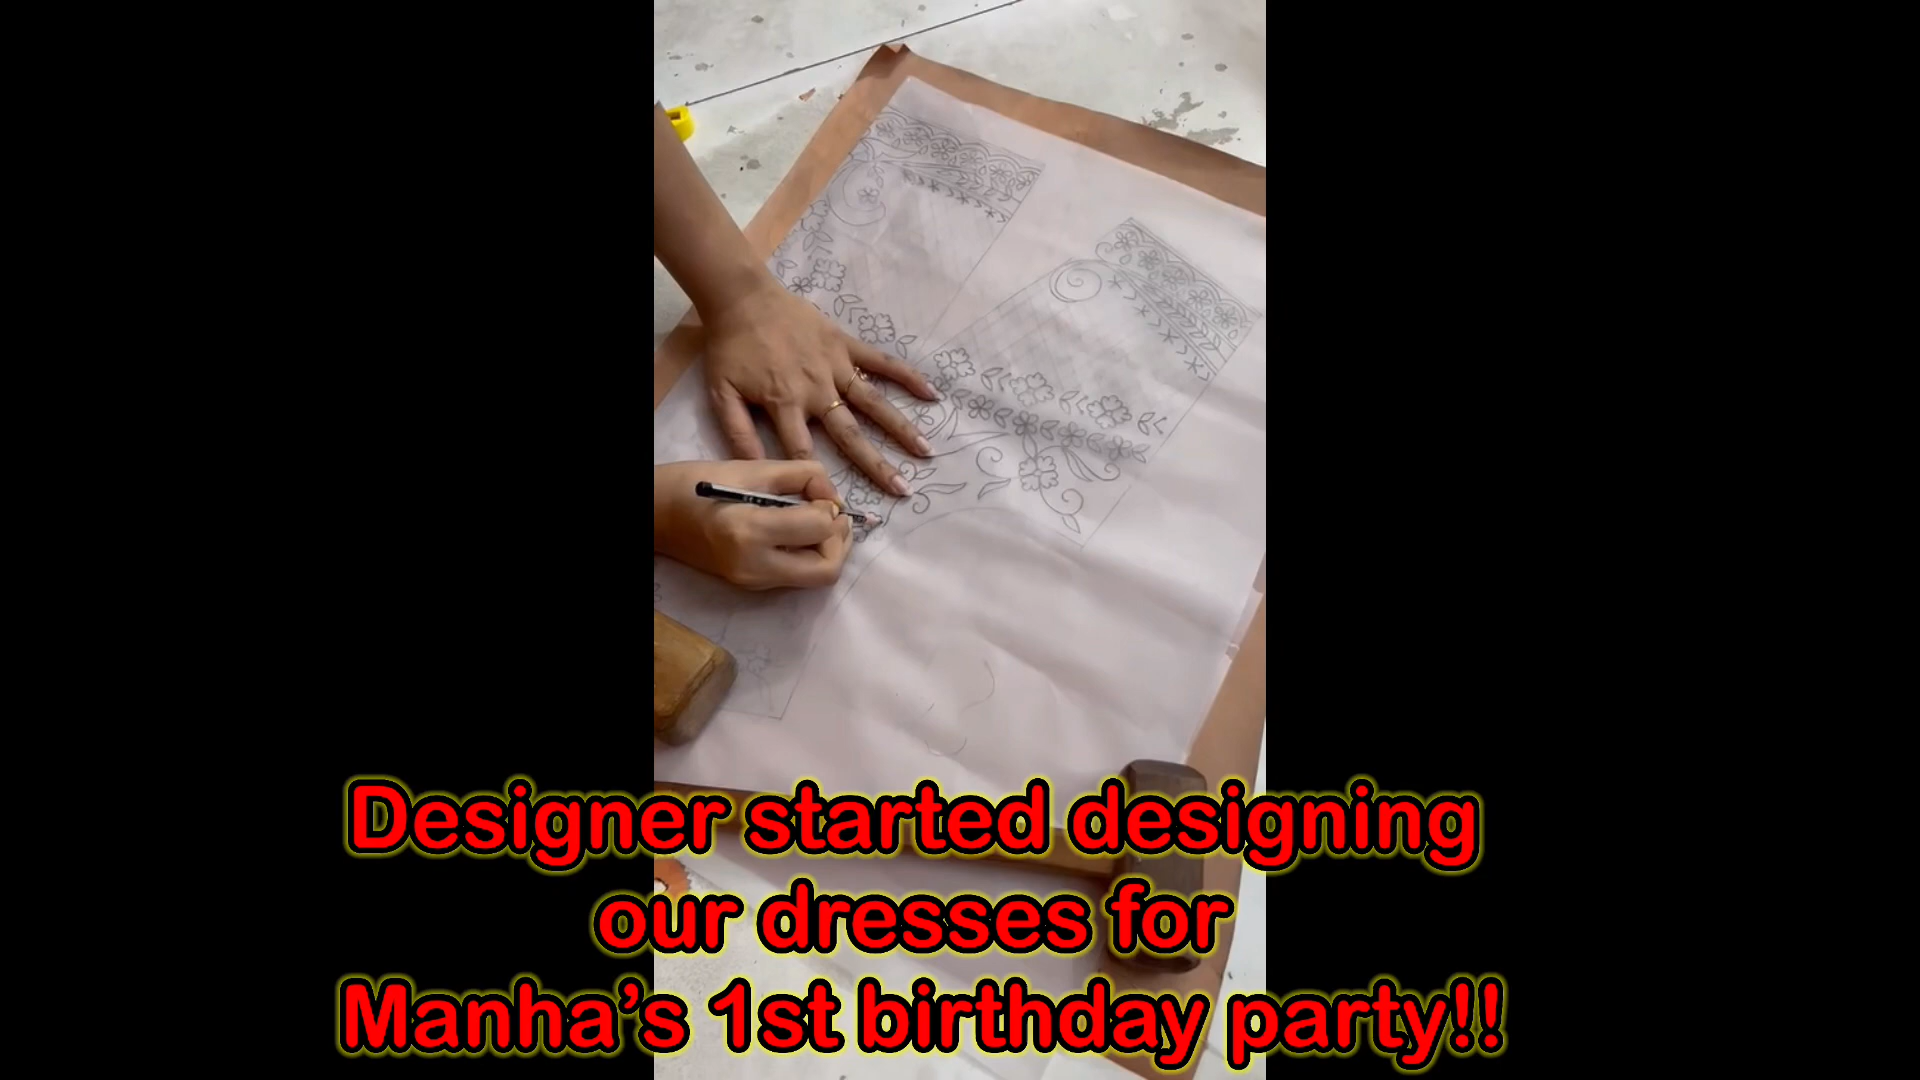 Designer started designing
our dresses for
Manha’s 1st birthday party!!